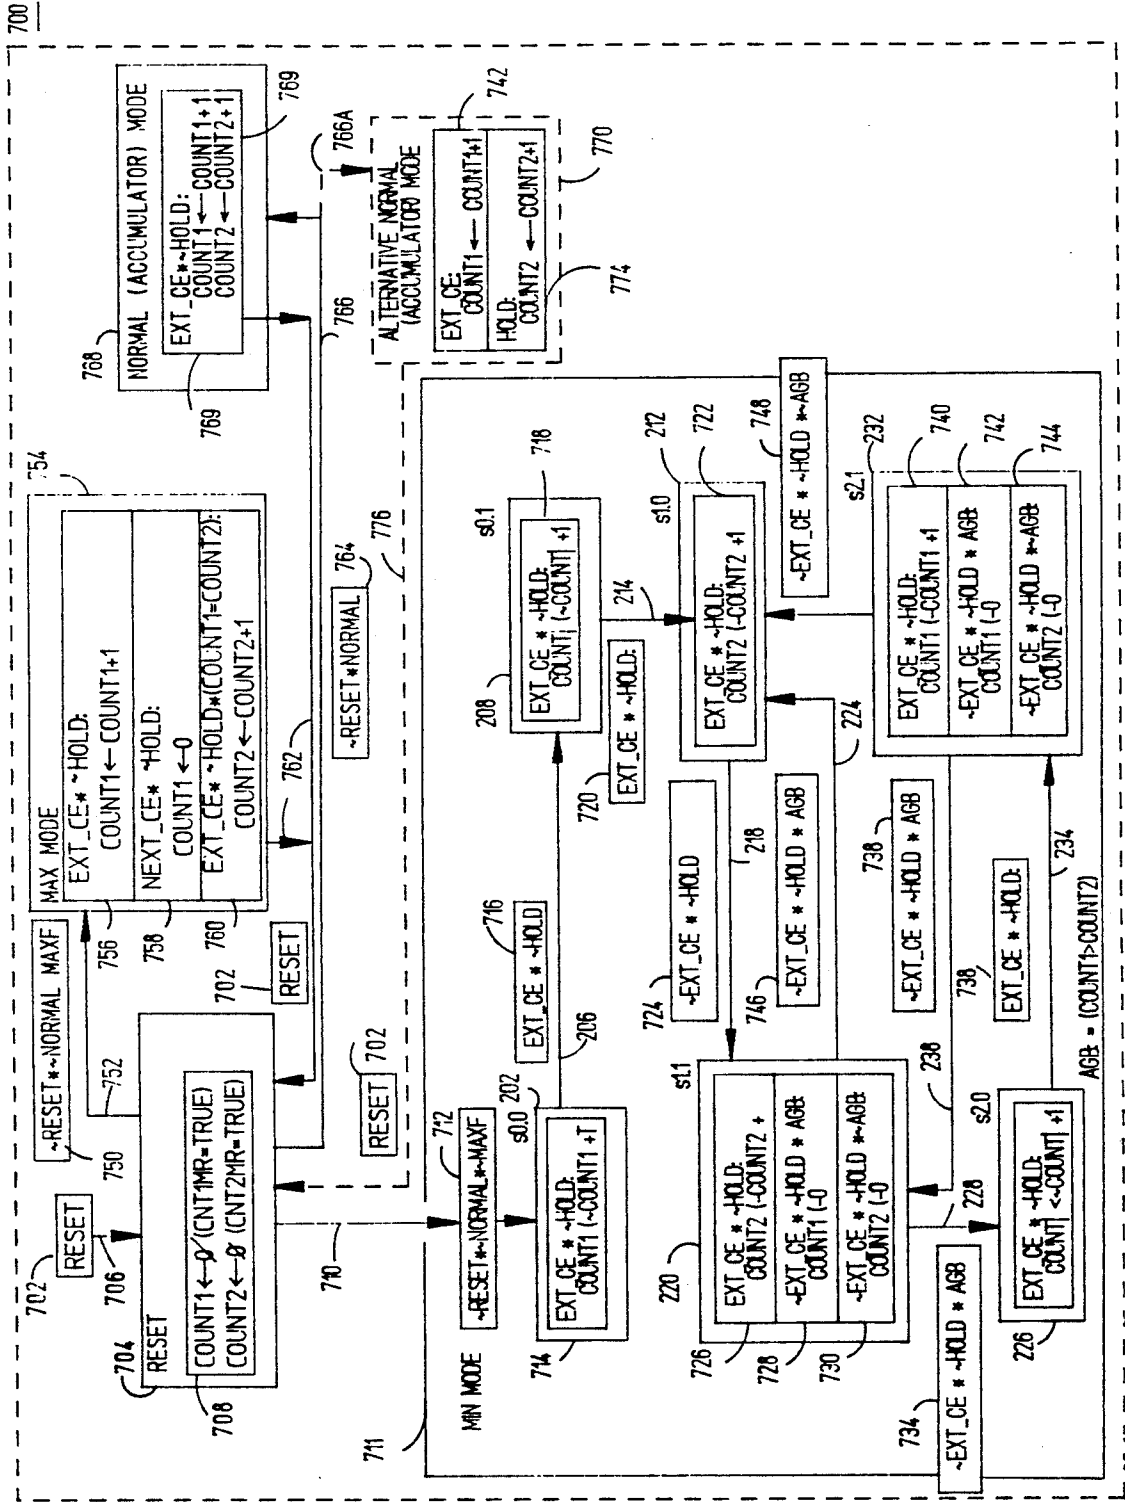 700
702
RESET
706
704
RESET
COUNT1←0 (CNT1MR=TRUE)
COUNT2←0 (CNT2MR=TRUE)
708
~RESET*~NORMAL MAXF
750
752
MAX MODE
754
EXT_CE* ~HOLD:
COUNT1←COUNT1+1
NEXT_CE* ~HOLD:
COUNT1 ←0
EXT_CE* ~HOLD*(COUNT1=COUNT2):
COUNT2←COUNT2+1
756
758
760
762
702
RESET
768
NORMAL (ACCUMULATOR) MODE
EXT_CE*~HOLD:
COUNT1←COUNT1+1
COUNT2←COUNT2+1
769
769
766
766A
~RESET*NORMAL
764
702
RESET
776
ALTERNATIVE NORMAL
(ACCUMULATOR) MODE
EXT_CE:
COUNT1← COUNT1+1
HOLD:
COUNT2 ←COUNT2+1
742
770
774
710
711
MIN MODE
712
~RESET*~NORMAL*~MAXF
s0.0
202
EXT_CE * ~HOLD:
COUNT1 (~COUNT1 +T
714
716
EXT_CE * ~HOLD
206
s0.1
208
EXT_CE * ~HOLD:
COUNT| (~COUNT| +1
718
720
EXT_CE * ~HOLD:
214
s1.0
212
EXT_CE * ~HOLD:
COUNT2 (~COUNT2 +1
722
724
~EXT_CE * ~HOLD
218
s1.1
220
EXT_CE * ~HOLD:
COUNT2 (~COUNT2 +
~EXT_CE * ~HOLD * AGB:
COUNT1 (~0
~EXT_CE * ~HOLD *~AGB:
COUNT2 (~0
726
728
730
746
~EXT_CE * ~HOLD * AGB
224
748
~EXT_CE * ~HOLD *~AGB
738
~EXT_CE * ~HOLD * AGB
238
s2.1
232
EXT_CE * ~HOLD:
COUNT1 (~COUNT1 +1
~EXT_CE * ~HOLD * AGB:
COUNT1 (~0
~EXT_CE * ~HOLD *~AGB:
COUNT2 (~0
740
742
744
734
~EXT_CE * ~HOLD * AGB
228
s2.0
EXT_CE * ~HOLD:
COUNT| <~COUNT| +1
226
738
EXT_CE * ~HOLD:
234
AGB: = (COUNT1>COUNT2)